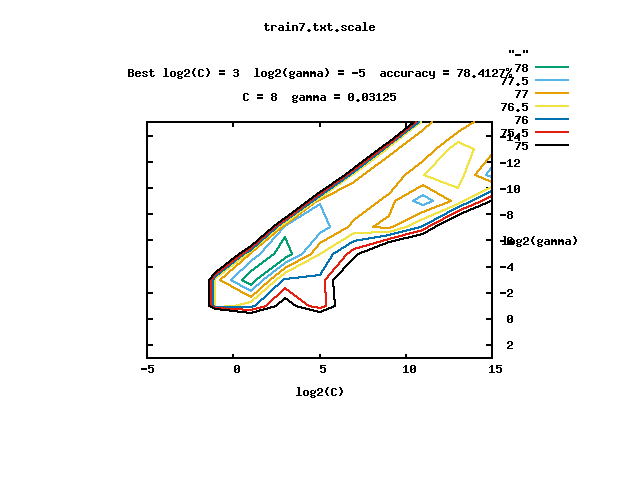 train7.txt.scale
"-"
Best log2(C) = 3 log2(gamma) = -5 accuracy = 78.4127%
C = 8 gamma = 0.03125
78
77.5
77
76.5
76
75.5
75
-14
-12
-10
-8
-6
log2(gamma)
-4
-2
0
2
-5 0 5 10 15
log2(C)